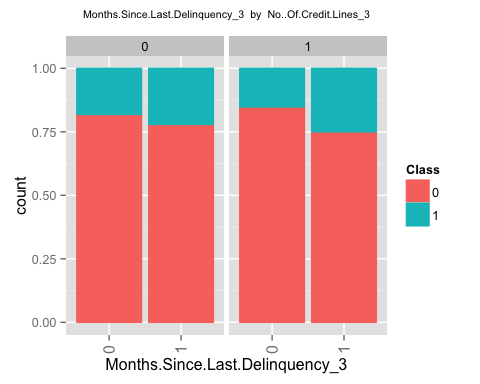 Months.Since.Last.Delinquency_3 by No..Of.Credit.Lines_3
0 1
1.00
0.75
0.50
0.25
0.00
count
0 1 0 1
Months.Since.Last.Delinquency_3
Class
0
1